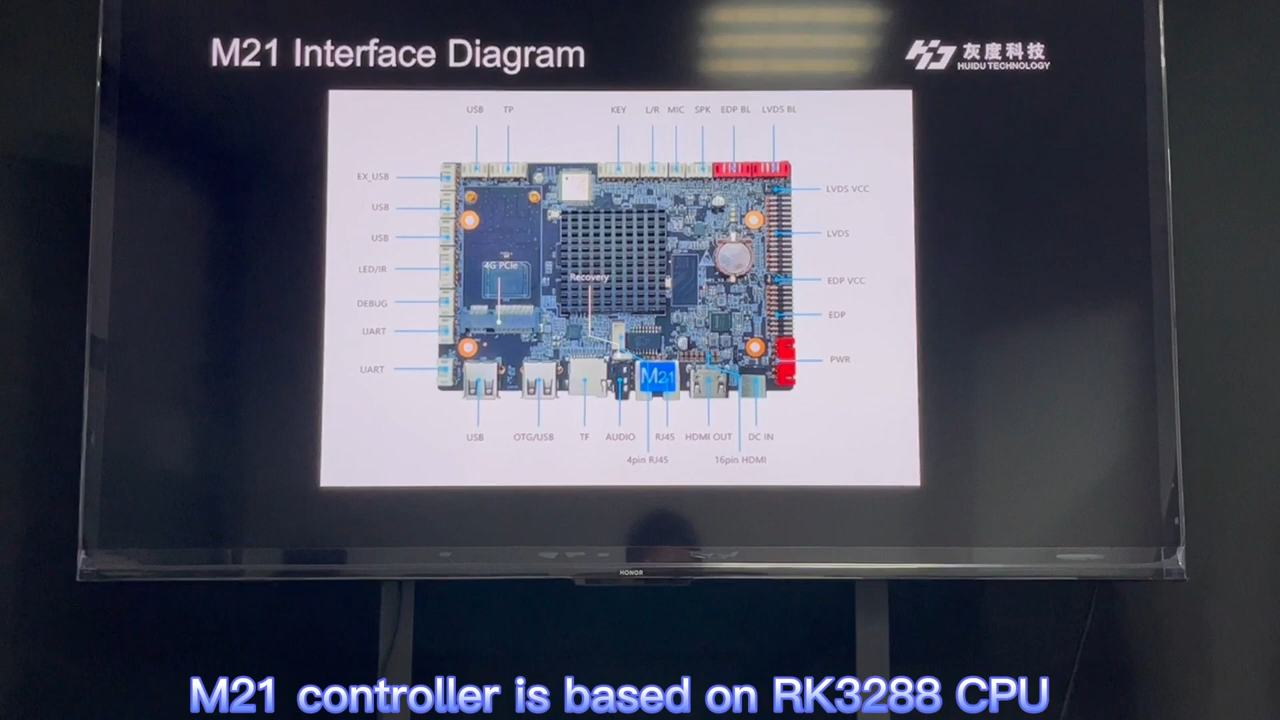 M21 Interface Diagram
灰度科技
HUIDU TECHNOLOGY
USB
TP
KEY
L/R
MIC
SPK
EDP BL
LVDS BL
EX_USB
USB
USB
LED/IR
DEBUG
UART
UART
LVDS VCC
LVDS
EDP VCC
EDP
PWR
4G PCIe
Recovery
M21
USB
OTG/USB
TF
AUDIO
RJ45
HDMI OUT
DC IN
4pin RJ45
16pin HDMI
HONOR
M21 controller is based on RK3288 CPU